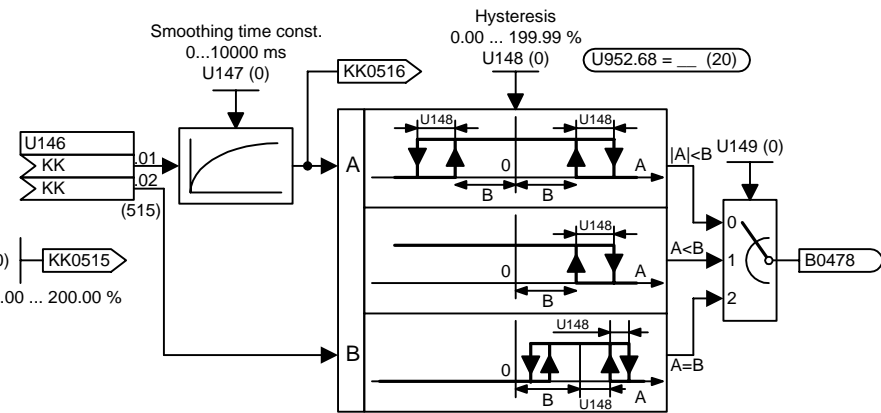 Smoothing time const.
0...10000 ms
U147 (0)
KK0516
Hysteresis
0.00 ... 199.99 %
U148 (0)
U952.68 = __ (20)
U146
KK
.01
KK
.02
(515)
0)
KK0515
.00 ... 200.00 %
A
B
U148
U148
0
A
B
B
U148
0
A
B
U148
0
B
U148
A
|A|<B
A<B
A=B
U149 (0)
0
1
2
B0478